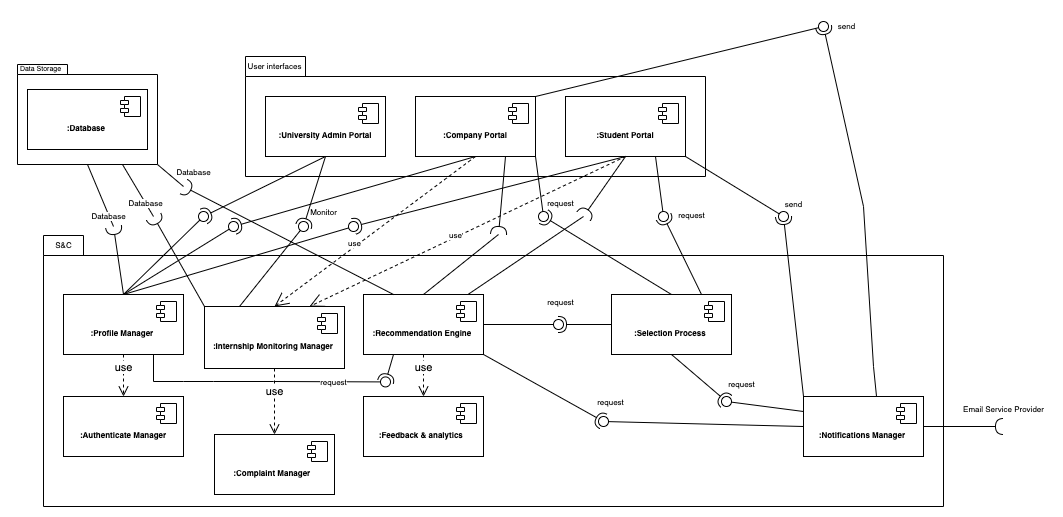 send
User interfaces
Data Storage
:Database
:University Admin Portal
:Company Portal
:Student Portal
Database
Database
Database
Monitor
request
request
send
use
use
S&C
:Profile Manager
:Internship Monitoring Manager
:Recommendation Engine
request
:Selection Process
use
use
use
request
request
request
:Authenticate Manager
:Complaint Manager
:Feedback & analytics
:Notifications Manager
Email Service Provider